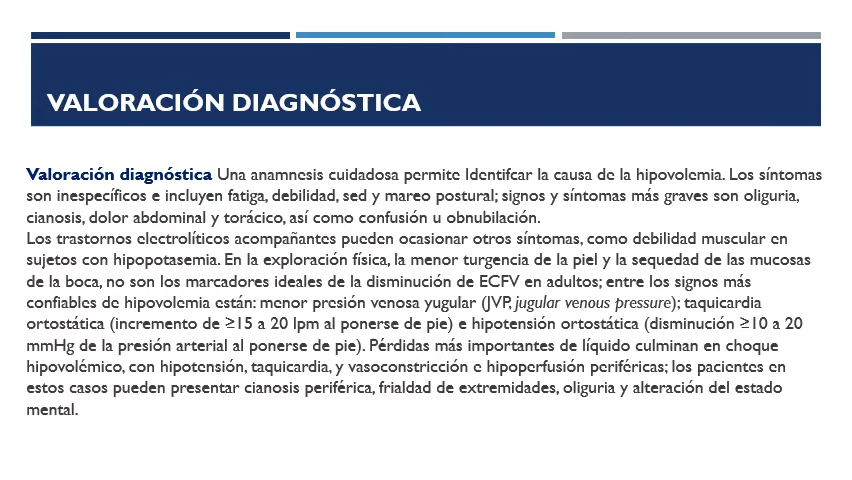 VALORACIÓN DIAGNÓSTICA
Valoración diagnóstica Una anamnesis cuidadosa permite Identifcar la causa de la hipovolemia. Los síntomas
son inespecíficos e incluyen fatiga, debilidad, sed y mareo postural; signos y síntomas más graves son oliguria,
cianosis, dolor abdominal y torácico, así como confusión u obnubilación.
Los trastornos electrolíticos acompañantes pueden ocasionar otros síntomas, como debilidad muscular en
sujetos con hipopotasemia. En la exploración física, la menor turgencia de la piel y la sequedad de las mucosas
de la boca, no son los marcadores ideales de la disminución de ECFV en adultos; entre los signos más
confiables de hipovolemia están: menor presión venosa yugular (JVP, jugular venous pressure); taquicardia
ortostática (incremento de ≥15 a 20 lpm al ponerse de pie) e hipotensión ortostática (disminución ≥10 a 20
mmHg de la presión arterial al ponerse de pie). Pérdidas más importantes de líquido culminan en choque
hipovolémico, con hipotensión, taquicardia, y vasoconstricción e hipoperfusión periféricas; los pacientes en
estos casos pueden presentar cianosis periférica, frialdad de extremidades, oliguria y alteración del estado
mental.